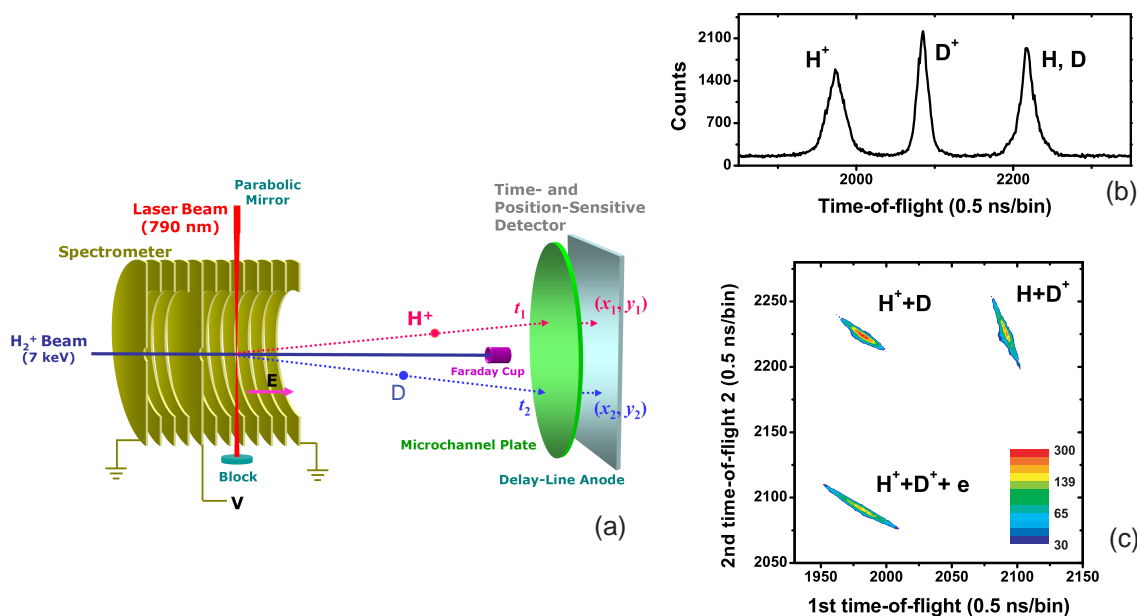 Parabolic
Mirror
Laser Beam
(790 nm)
Spectrometer
Time- and
Position-Sensitive
Detector
H₂⁺ Beam
(7 keV)
H⁺
t₁
(x₁, y₁)
Faraday Cup
E
D
t₂
(x₂, y₂)
Microchannel Plate
Block
Delay-Line Anode
V
(a)
2100
1400
700
0
Counts
H⁺
D⁺
H, D
2000
2200
Time-of-flight (0.5 ns/bin)
(b)
2250
2200
2150
2100
2050
2nd time-of-flight 2 (0.5 ns/bin)
H⁺+D
H+D⁺
H⁺+D⁺+ e
300
139
65
30
1950
2000
2050
2100
2150
1st time-of-flight (0.5 ns/bin)
(c)